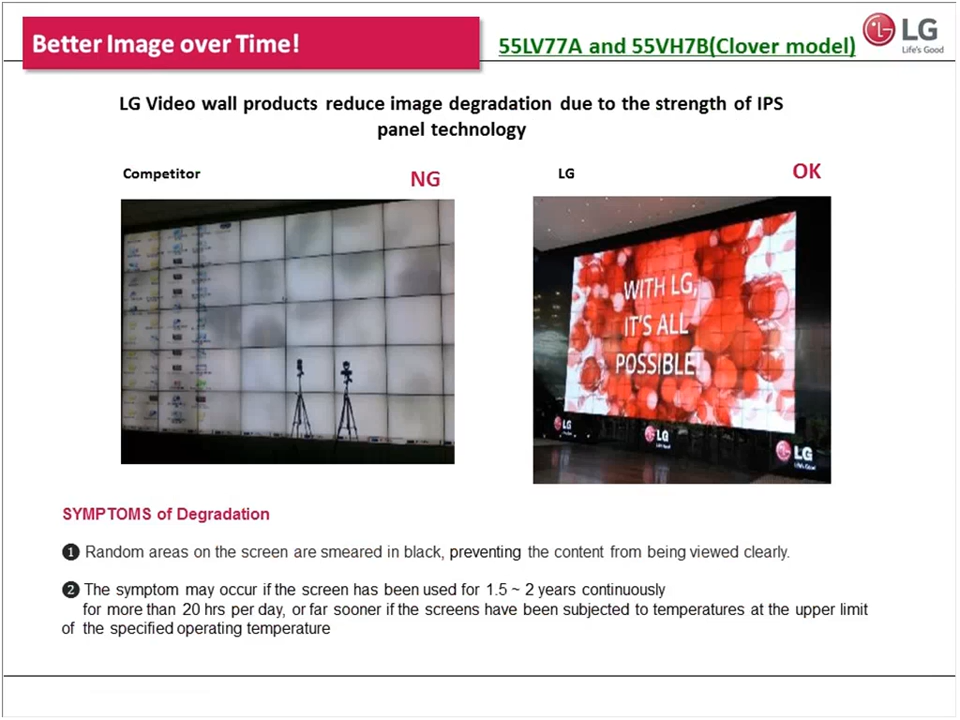 Better Image over Time!
55LV77A and 55VH7B(Clover model)
LG
Life's Good
LG Video wall products reduce image degradation due to the strength of IPS
panel technology
Competitor
NG
LG
OK
WITH LG,
IT'S ALL
POSSIBLE
LG
LG
LG
Life's Good
SYMPTOMS of Degradation
1 Random areas on the screen are smeared in black, preventing the content from being viewed clearly.
2 The symptom may occur if the screen has been used for 1.5 ~ 2 years continuously
for more than 20 hrs per day, or far sooner if the screens have been subjected to temperatures at the upper limit
of the specified operating temperature